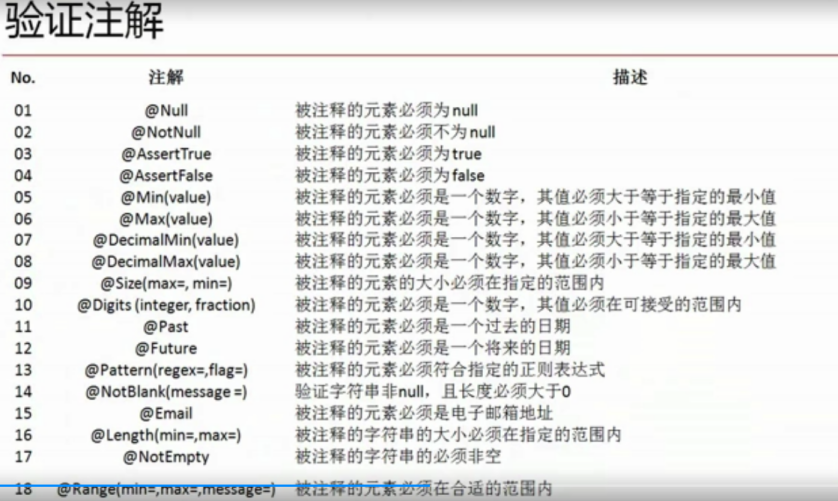 验证注解
No. 注解 描述
01 @Null 被注释的元素必须为null
02 @NotNull 被注释的元素必须不为null
03 @AssertTrue 被注释的元素必须为true
04 @AssertFalse 被注释的元素必须为false
05 @Min(value) 被注释的元素必须是一个数字，其值必须大于等于指定的最小值
06 @Max(value) 被注释的元素必须是一个数字，其值必须小于等于指定的最大值
07 @DecimalMin(value) 被注释的元素必须是一个数字，其值必须大于等于指定的最小值
08 @DecimalMax(value) 被注释的元素必须是一个数字，其值必须小于等于指定的最大值
09 @Size(max=, min=) 被注释的元素的大小必须在指定的范围内
10 @Digits (integer, fraction) 被注释的元素必须是一个数字，其值必须在可接受的范围内
11 @Past 被注释的元素必须是一个过去的日期
12 @Future 被注释的元素必须是一个将来的日期
13 @Pattern(regex=,flag=) 被注释的元素必须符合指定的正则表达式
14 @NotBlank(message =) 验证字符串非null，且长度必须大于0
15 @Email 被注释的元素必须是电子邮箱地址
16 @Length(min=,max=) 被注释的字符串的大小必须在指定的范围内
17 @NotEmpty 被注释的字符串的必须非空
18 @Range(min=,max=,message=) 被注释的元素必须在合适的范围内